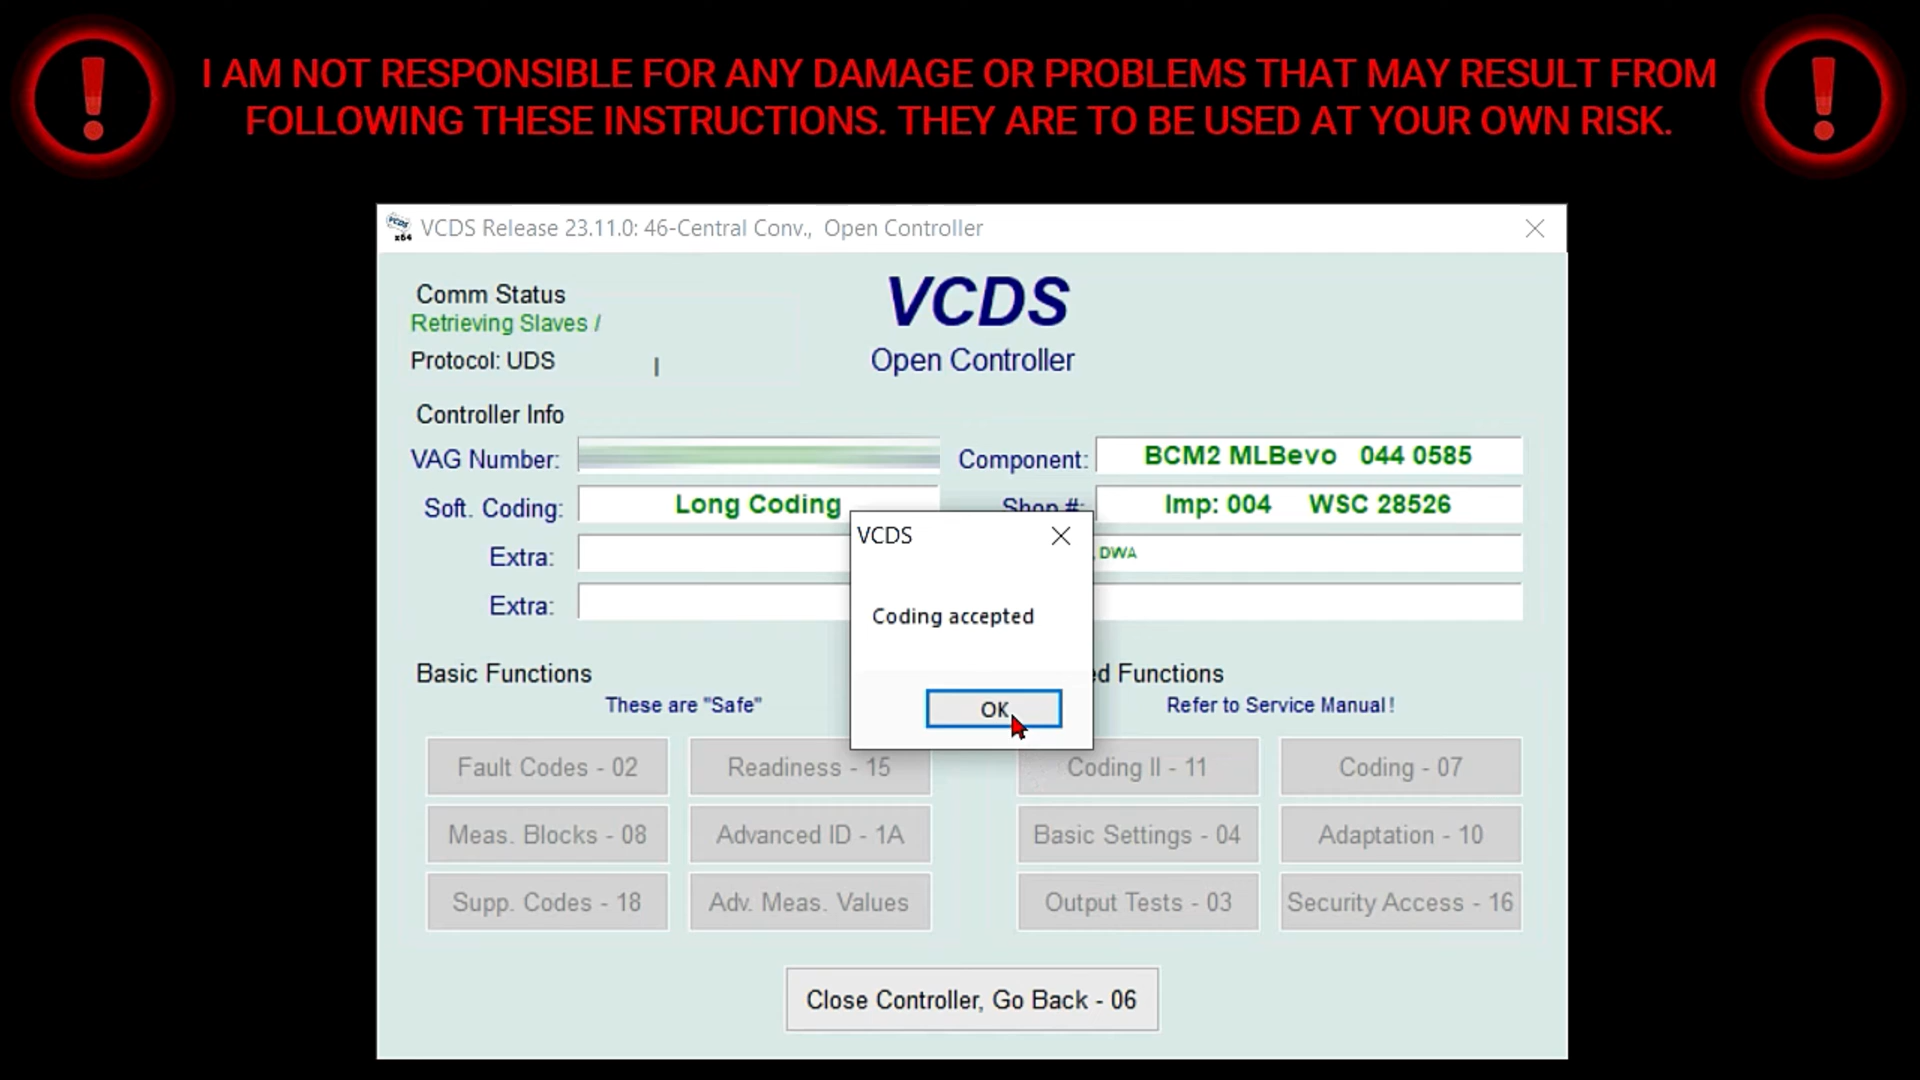 I AM NOT RESPONSIBLE FOR ANY DAMAGE OR PROBLEMS THAT MAY RESULT FROM
FOLLOWING THESE INSTRUCTIONS. THEY ARE TO BE USED AT YOUR OWN RISK.
VCDS x64
VCDS Release 23.11.0: 46-Central Conv., Open Controller
Comm Status
Retrieving Slaves /
Protocol: UDS
|
VCDS
Open Controller
Controller Info
VAG Number:
Component: BCM2 MLBevo 044 0585
Soft. Coding: Long Coding
Shop #: Imp: 004 WSC 28526
Extra:
DWA
Extra:
VCDS
Coding accepted
OK
Basic Functions
These are "Safe"
ed Functions
Refer to Service Manual!
Fault Codes - 02
Readiness - 15
Coding II - 11
Coding - 07
Meas. Blocks - 08
Advanced ID - 1A
Basic Settings - 04
Adaptation - 10
Supp. Codes - 18
Adv. Meas. Values
Output Tests - 03
Security Access - 16
Close Controller, Go Back - 06